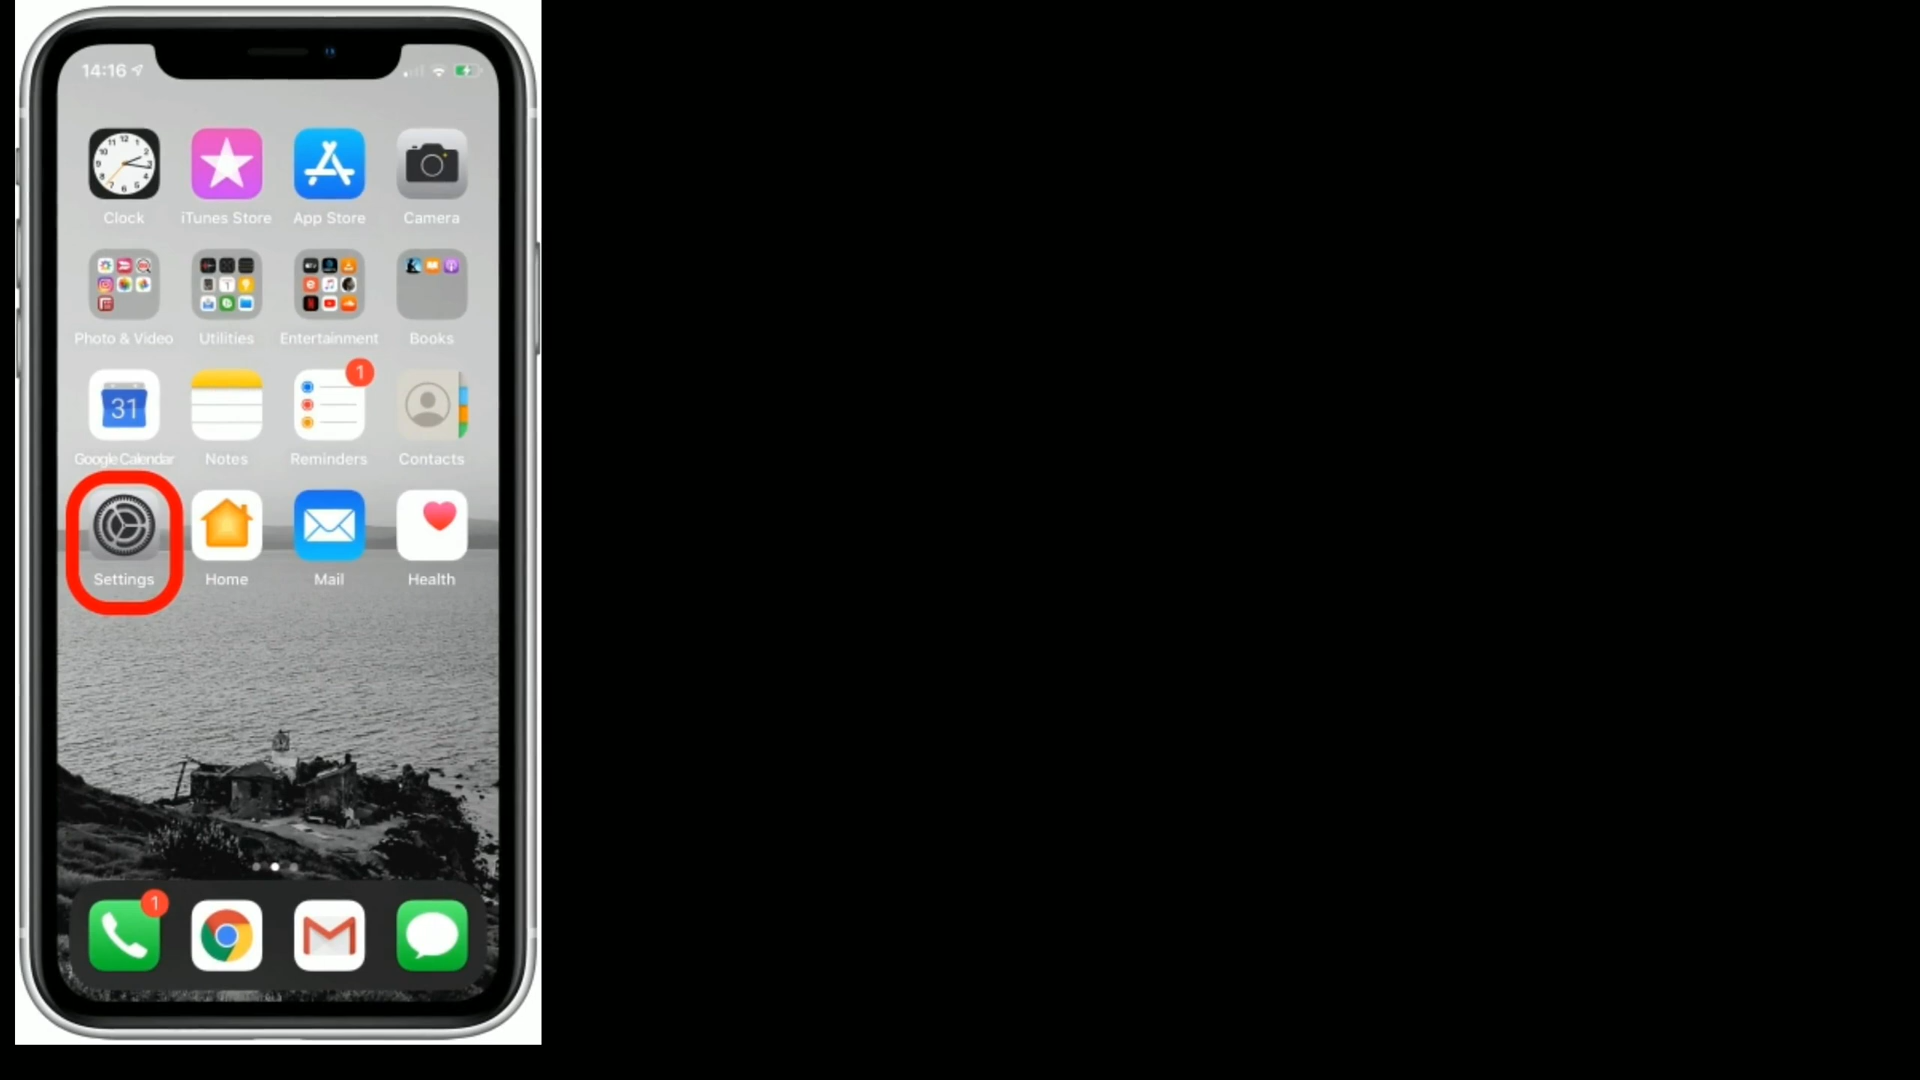 14:16
Clock iTunes Store App Store Camera
Photo & Video Utilities Entertainment Books
1
31
Google Calendar Notes Reminders Contacts
Settings Home Mail Health
1